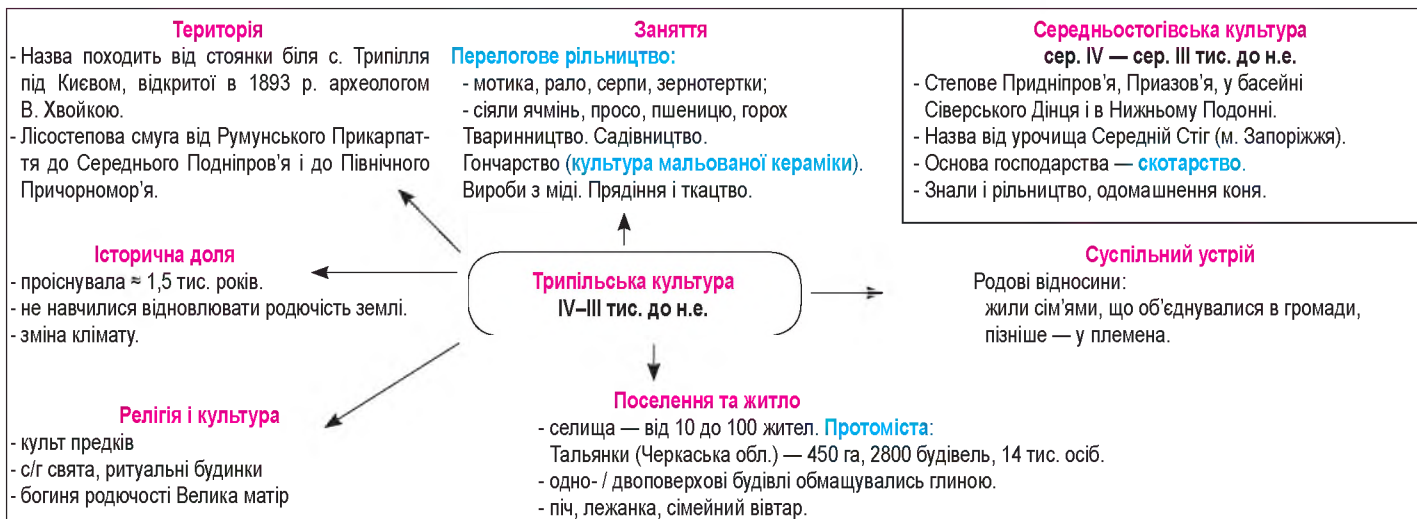 Територія
- Назва походить від стоянки біля с. Трипілля
під Києвом, відкритої в 1893 р. археологом
В. Хвойкою.
- Лісостепова смуга від Румунського Прикарпат-
тя до Середнього Подніпров’я і до Північного
Причорномор’я.
Заняття
Перелогове рільництво:
- мотика, рало, серпи, зернотертки;
- сіяли ячмінь, просо, пшеницю, горох
Тваринництво. Садівництво.
Гончарство (культура мальованої кераміки).
Вироби з міді. Прядіння і ткацтво.
Середньостогівська культура
сер. IV — сер. III тис. до н.е.
- Степове Придніпров’я, Приазов’я, у басейні
Сіверського Дінця і в Нижньому Подонні.
- Назва від урочища Середній Стіг (м. Запоріжжя).
- Основа господарства — скотарство.
- Знали і рільництво, одомашнення коня.
Історична доля
- проіснувала ≈ 1,5 тис. років.
- не навчилися відновлювати родючість землі.
- зміна клімату.
Трипільська культура
IV–III тис. до н.е.
Суспільний устрій
Родові відносини:
жили сім’ями, що об’єднувалися в громади,
пізніше — у племена.
Релігія і культура
- культ предків
- с/г свята, ритуальні будинки
- богиня родючості Велика матір
Поселення та житло
- селища — від 10 до 100 жител. Протоміста:
Тальянки (Черкаська обл.) — 450 га, 2800 будівель, 14 тис. осіб.
- одно- / двоповерхові будівлі обмащувались глиною.
- піч, лежанка, сімейний вівтар.